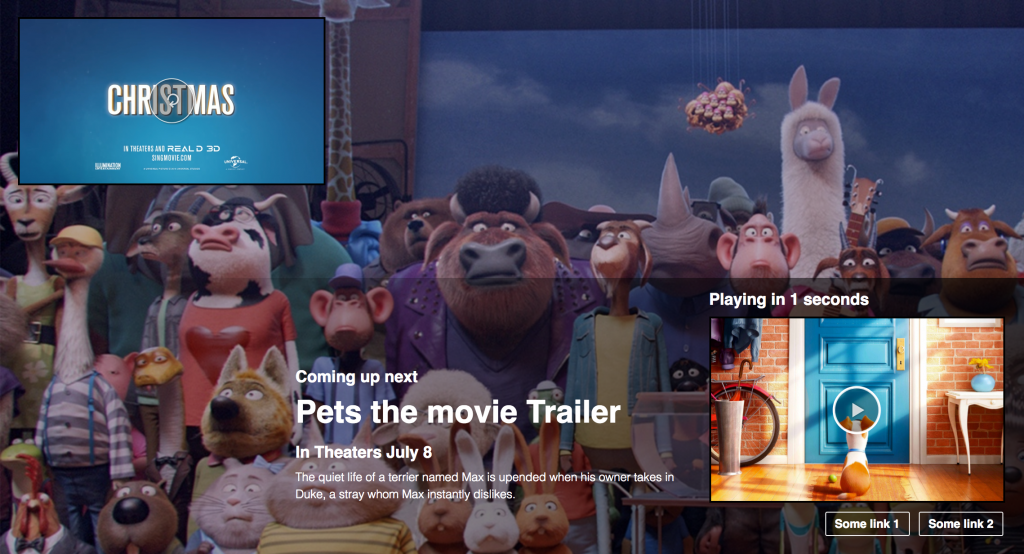 CHRISTMAS
IN THEATERS AND REAL D 3D
SINGMOVIE.COM
ILLUMINATION
UNIVERSAL
Playing in 1 seconds
Coming up next
Pets the movie Trailer
In Theaters July 8
The quiet life of a terrier named Max is upended when his owner takes in
Duke, a stray whom Max instantly dislikes.
Some link 1
Some link 2